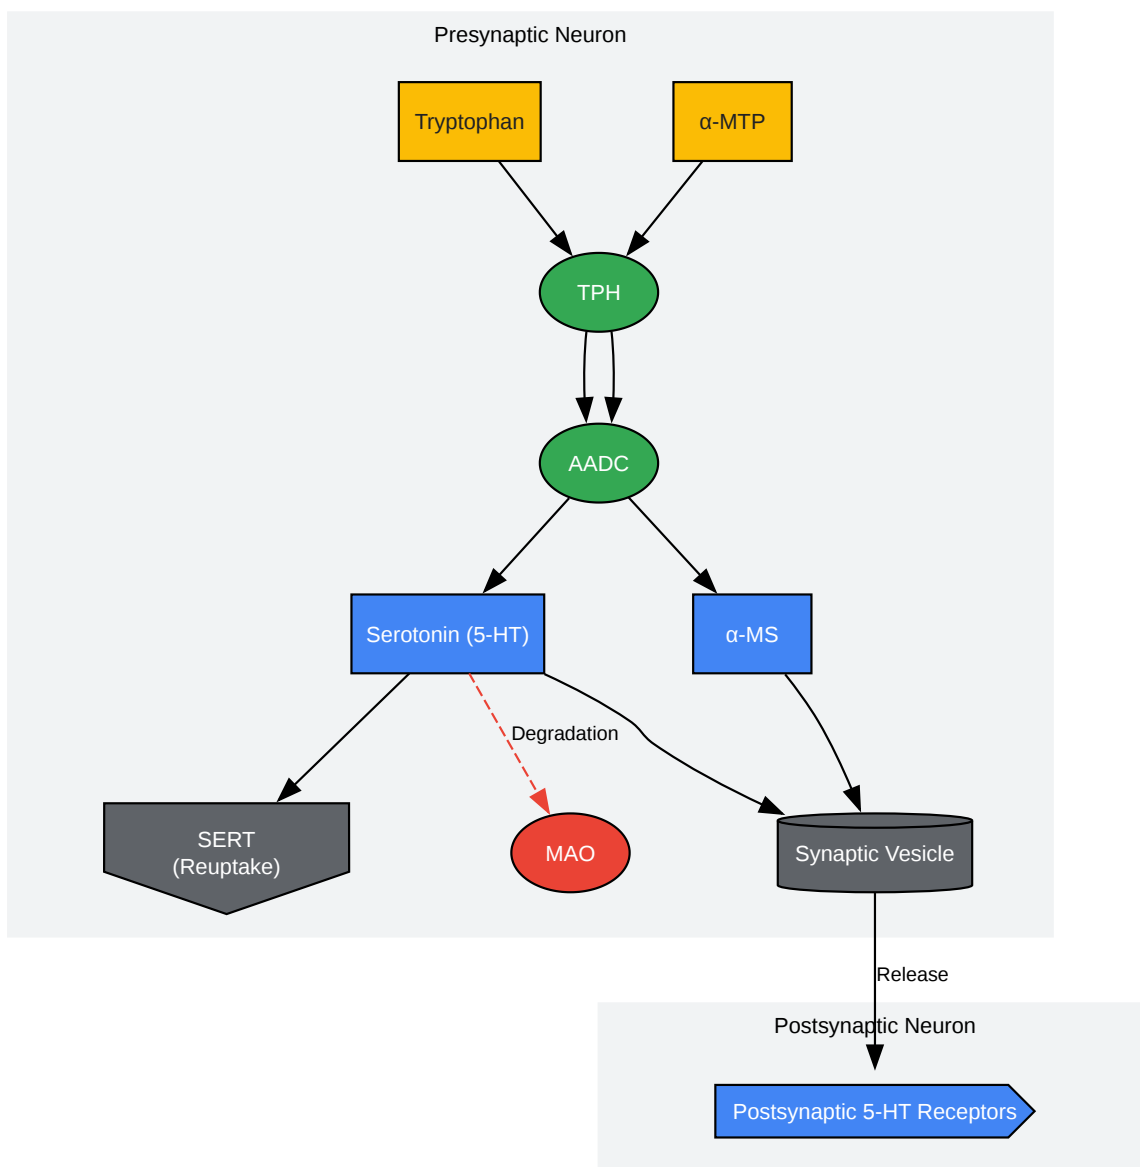 Presynaptic Neuron
Tryptophan
α-MTP
TPH
AADC
Serotonin (5-HT)
α-MS
Degradation
SERT
(Reuptake)
MAO
Synaptic Vesicle
Release
Postsynaptic Neuron
Postsynaptic 5-HT Receptors